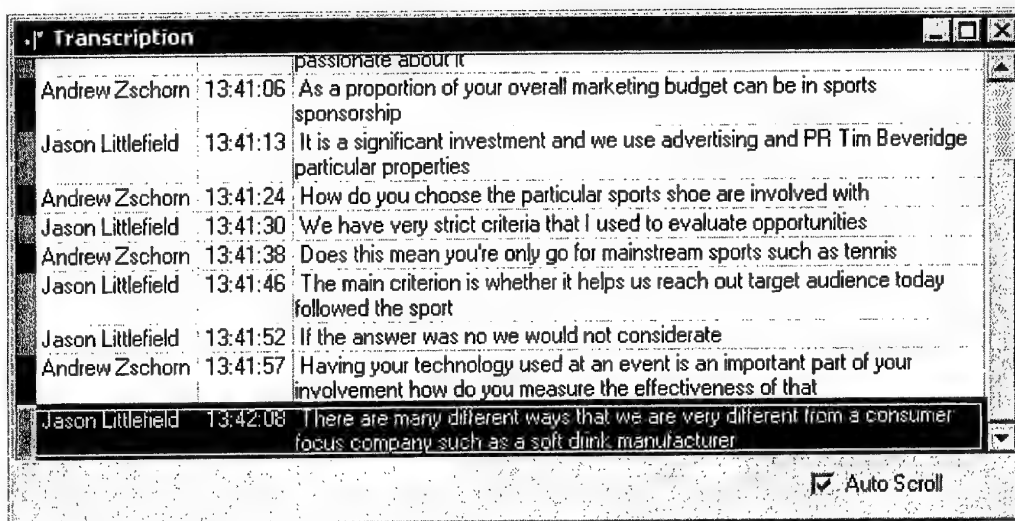 Transcription
passionate about it
Andrew Zschorn 13:41:06 As a proportion of your overall marketing budget can be in sports
sponsorship
Jason Littlefield 13:41:13 It is a significant investment and we use advertising and PR Tim Beveridge
particular properties
Andrew Zschorn 13:41:24 How do you choose the particular sports shoe are involved with
Jason Littlefield 13:41:30 We have very strict criteria that I used to evaluate opportunities
Andrew Zschorn 13:41:38 Does this mean you're only go for mainstream sports such as tennis
Jason Littlefield 13:41:46 The main criterion is whether it helps us reach out target audience today
followed the sport
Jason Littlefield 13:41:52 If the answer was no we would not considerate
Andrew Zschorn 13:41:57 Having your technology used at an event is an important part of your
involvement how do you measure the effectiveness of that
Jason Littlefield 13:42:08 There are many different ways that we are very different from a consumer
focus company such as a soft drink manufacturer
Auto Scroll